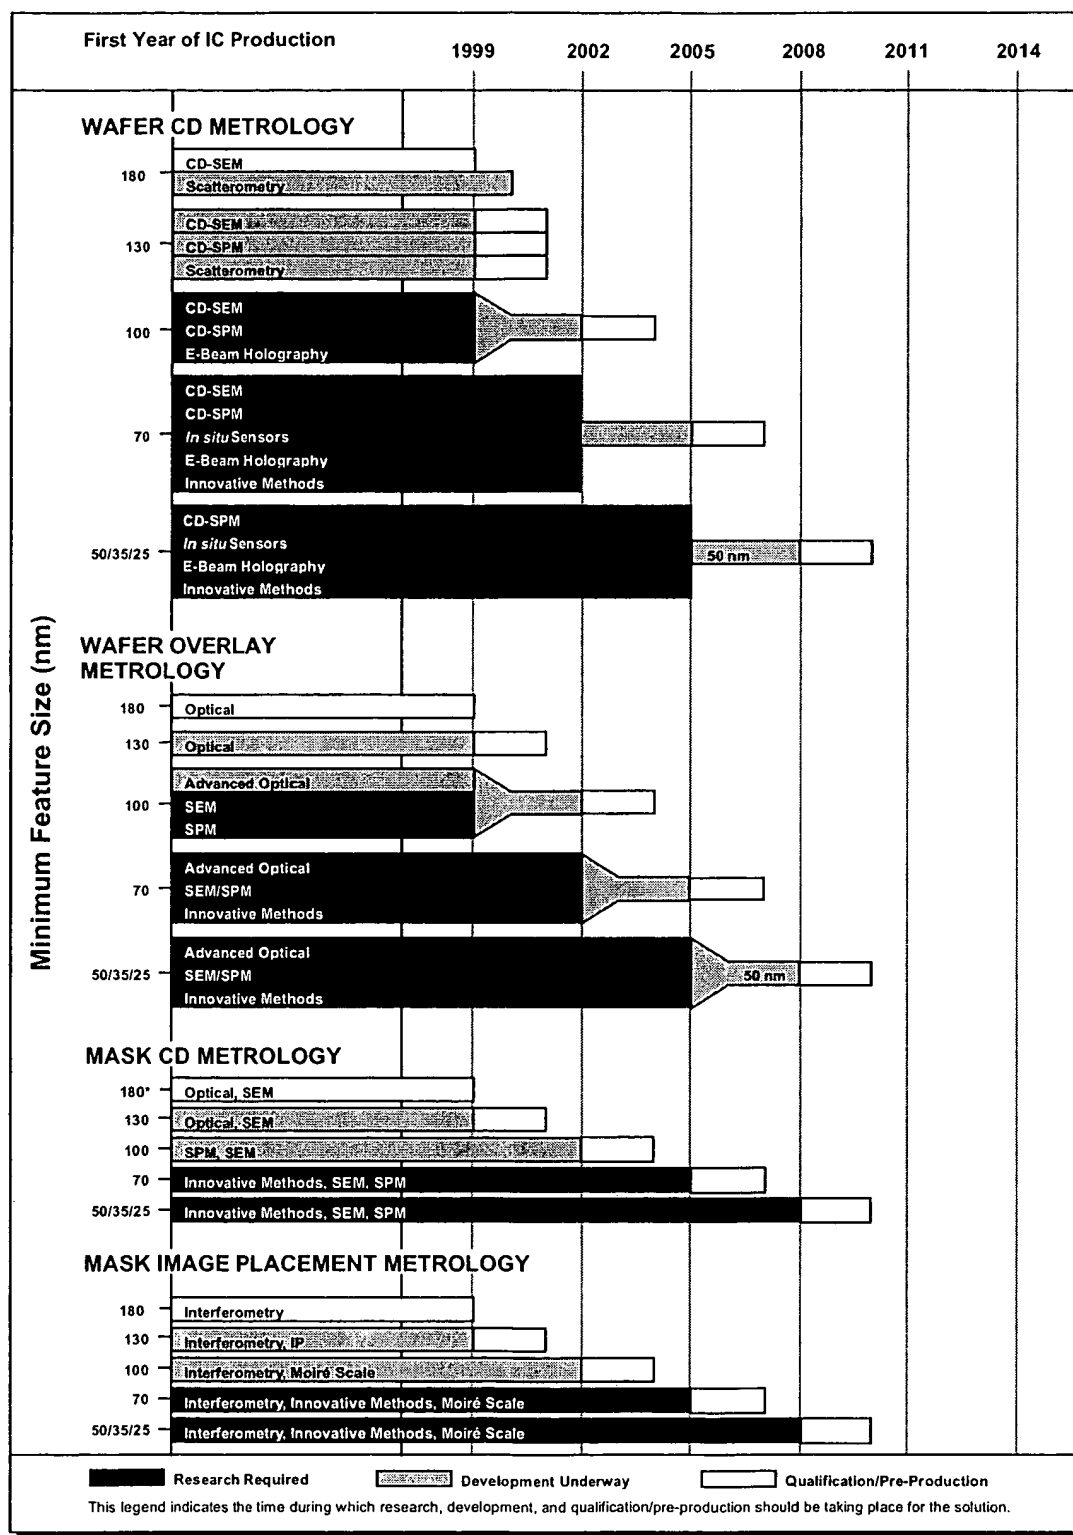 First Year of IC Production
1999 2002 2005 2008 2011 2014
Minimum Feature Size (nm)
WAFER CD METROLOGY
180
CD-SEM
Scatterometry
130
CD-SEM
CD-SPM
Scatterometry
100
CD-SEM
CD-SPM
E-Beam Holography
70
CD-SEM
CD-SPM
In situ Sensors
E-Beam Holography
Innovative Methods
50/35/25
CD-SPM
In situ Sensors
E-Beam Holography
Innovative Methods
50 nm
WAFER OVERLAY
METROLOGY
180 Optical
130 Optical
100
Advanced Optical
SEM
SPM
70
Advanced Optical
SEM/SPM
Innovative Methods
50/35/25
Advanced Optical
SEM/SPM
Innovative Methods
50 nm
MASK CD METROLOGY
180* Optical, SEM
130 Optical, SEM
100 SPM, SEM
70 Innovative Methods, SEM, SPM
50/35/25 Innovative Methods, SEM, SPM
MASK IMAGE PLACEMENT METROLOGY
180 Interferometry
130 Interferometry, IP
100 Interferometry, Moiré Scale
70 Interferometry, Innovative Methods, Moiré Scale
50/35/25 Interferometry, Innovative Methods, Moiré Scale
Research Required Development Underway Qualification/Pre-Production
This legend indicates the time during which research, development, and qualification/pre-production should be taking place for the solution.